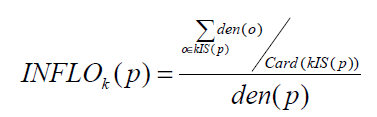 INFLO_k(p) = (∑_{o∈kIS(p)} den(o) / Card(kIS(p))) / den(p)